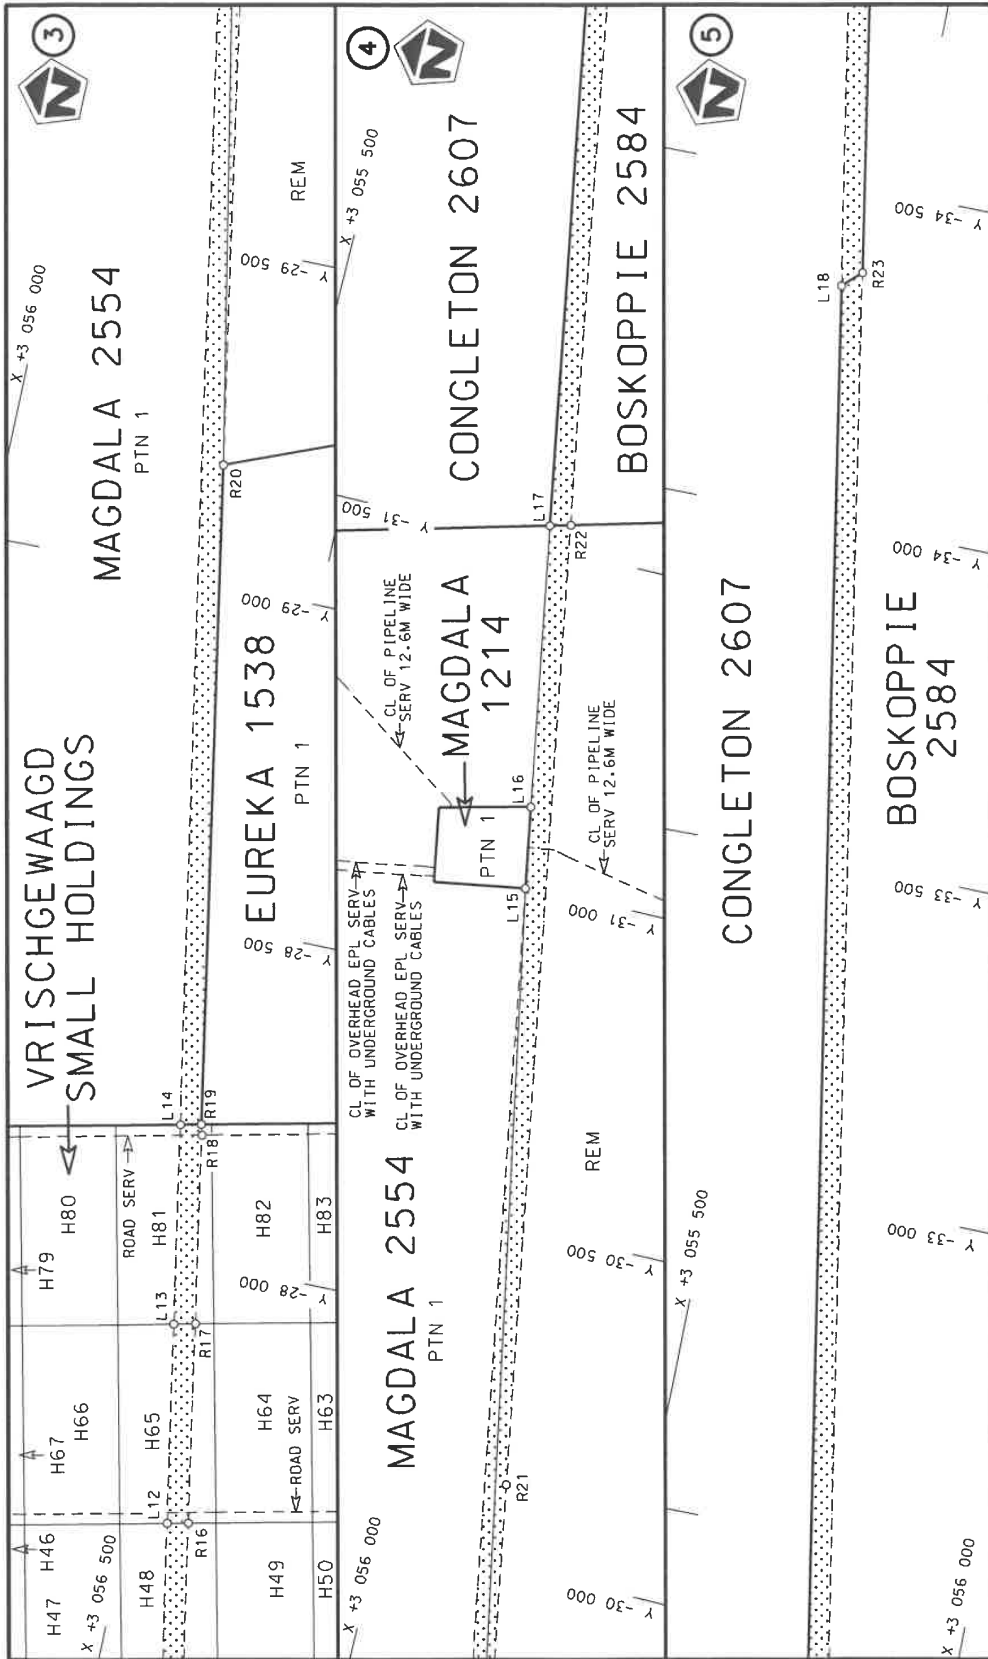 3
N
X +3 056 000
MAGDALA 2554
PTN 1
VRISCHGEWAAGD
SMALL HOLDINGS
H79
H80
ROAD SERV
H81
H82
H83
H67
H66
H65
H64
H63
ROAD SERV
H46
H47
X +3 056 500
H48
H49
H50
L12
R16
L13
R17
L14
R18
R19
R20
EUREKA 1538
PTN 1
REM
Y -28 000
Y -28 500
Y -29 000
Y -29 500
4
N
X +3 056 000
MAGDALA 2554
PTN 1
R21
REM
Y -30 000
Y -30 500
Y -31 000
Y -31 500
CL OF OVERHEAD EPL SERV
WITH UNDERGROUND CABLES
CL OF OVERHEAD EPL SERV
WITH UNDERGROUND CABLES
CL OF PIPELINE
SERV 12.6M WIDE
MAGDALA
1214
PTN 1
L15
L16
CL OF PIPELINE
SERV 12.6M WIDE
L17
R22
X +3 055 500
CONGLETON 2607
BOSKOPPIE 2584
5
N
X +3 056 000
X +3 055 500
CONGLETON 2607
BOSKOPPIE
2584
L18
R23
Y -33 000
Y -33 500
Y -34 000
Y -34 500